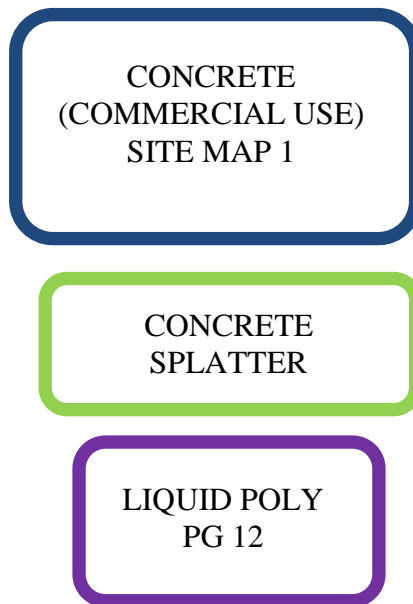 CONCRETE
(COMMERCIAL USE)
SITE MAP 1
CONCRETE
SPLATTER
LIQUID POLY
PG 12